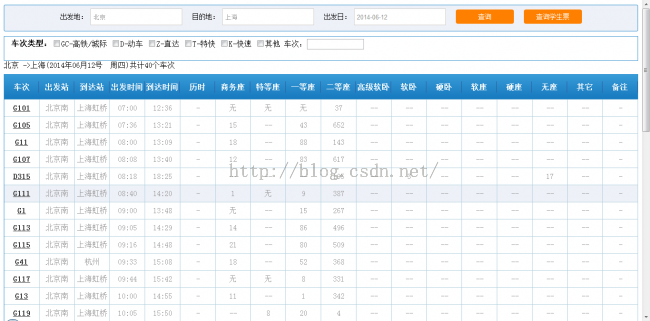 出发地： 北京 目的地： 上海 出发日： 2014-06-12 查询 查询学生票
车次类型： GC-高铁/城际 D-动车 Z-直达 T-特快 K-快速 其他 车次：
北京 ->上海(2014年06月12号 周四)共计40个车次
车次 出发站 到达站 出发时间 到达时间 历时 商务座 特等座 一等座 二等座 高级软卧 软卧 硬卧 软座 硬座 无座 其它 备注
G101 北京南 上海虹桥 07:00 12:36 - 无 无 无 37 -- -- -- -- -- -- -- --
G105 北京南 上海虹桥 07:36 13:21 - 15 -- 43 652 -- -- -- -- -- -- -- --
G11 北京南 上海虹桥 08:00 13:09 - 18 -- 88 143 -- -- -- -- -- -- -- --
G107 北京南 上海虹桥 08:08 13:40 - 12 -- 83 617 -- -- -- -- -- -- -- --
D315 北京南 上海虹桥 08:18 18:25 - -- -- -- -- -- -- 17 -- --
http://blog.csdn.net/
G111 北京南 上海虹桥 08:40 14:20 - 1 无 9 387 -- -- -- -- -- -- -- --
G1 北京南 上海虹桥 09:00 13:48 - 无 -- 15 267 -- -- -- -- -- -- -- --
G113 北京南 上海虹桥 09:05 14:29 - 14 -- 86 496 -- -- -- -- -- -- -- --
G115 北京南 上海虹桥 09:16 14:48 - 21 -- 80 509 -- -- -- -- -- -- -- --
G41 北京南 杭州 09:33 15:08 - 18 -- 52 368 -- -- -- -- -- -- -- --
G117 北京南 上海虹桥 09:44 15:42 - 无 无 8 331 -- -- -- -- -- -- -- --
G13 北京南 上海虹桥 10:00 14:55 - 11 -- 1 342 -- -- -- -- -- -- -- --
G119 北京南 上海虹桥 10:05 15:50 - -- 8 20 4 -- -- -- -- -- -- -- --